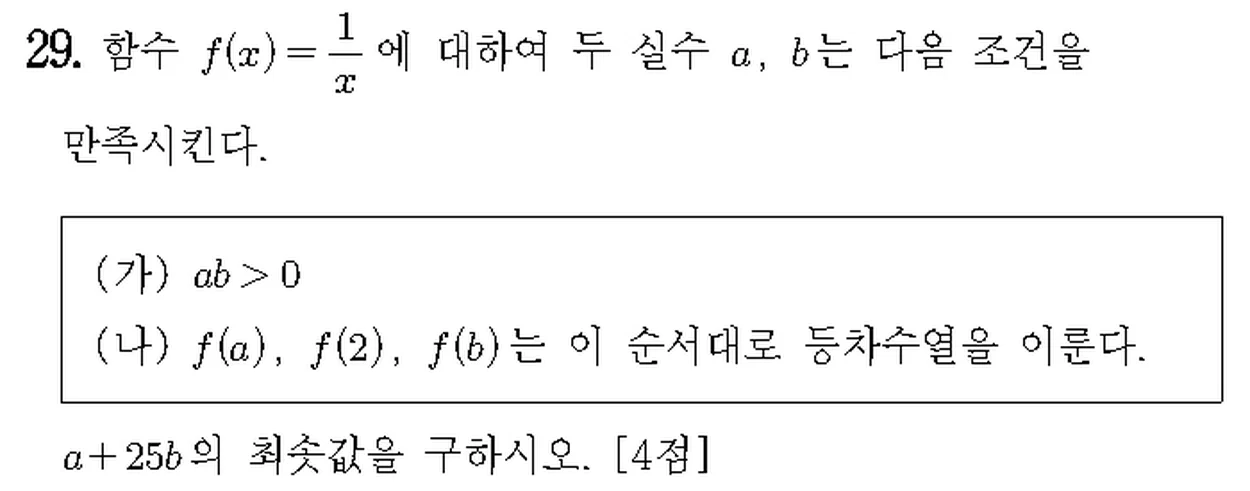 29. 함수 f(x) = 1/x 에 대하여 두 실수 a, b는 다음 조건을
만족시킨다.
(가) ab > 0
(나) f(a), f(2), f(b)는 이 순서대로 등차수열을 이룬다.
a+25b의 최솟값을 구하시오. [4점]